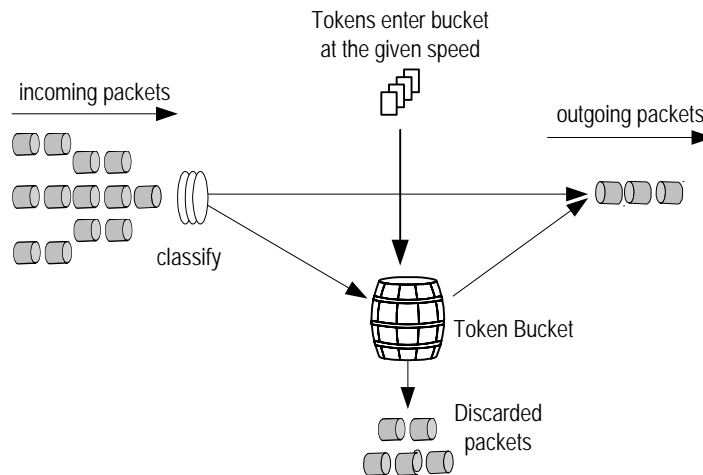 Tokens enter bucket
at the given speed
incoming packets
outgoing packets
classify
Token Bucket
Discarded
packets